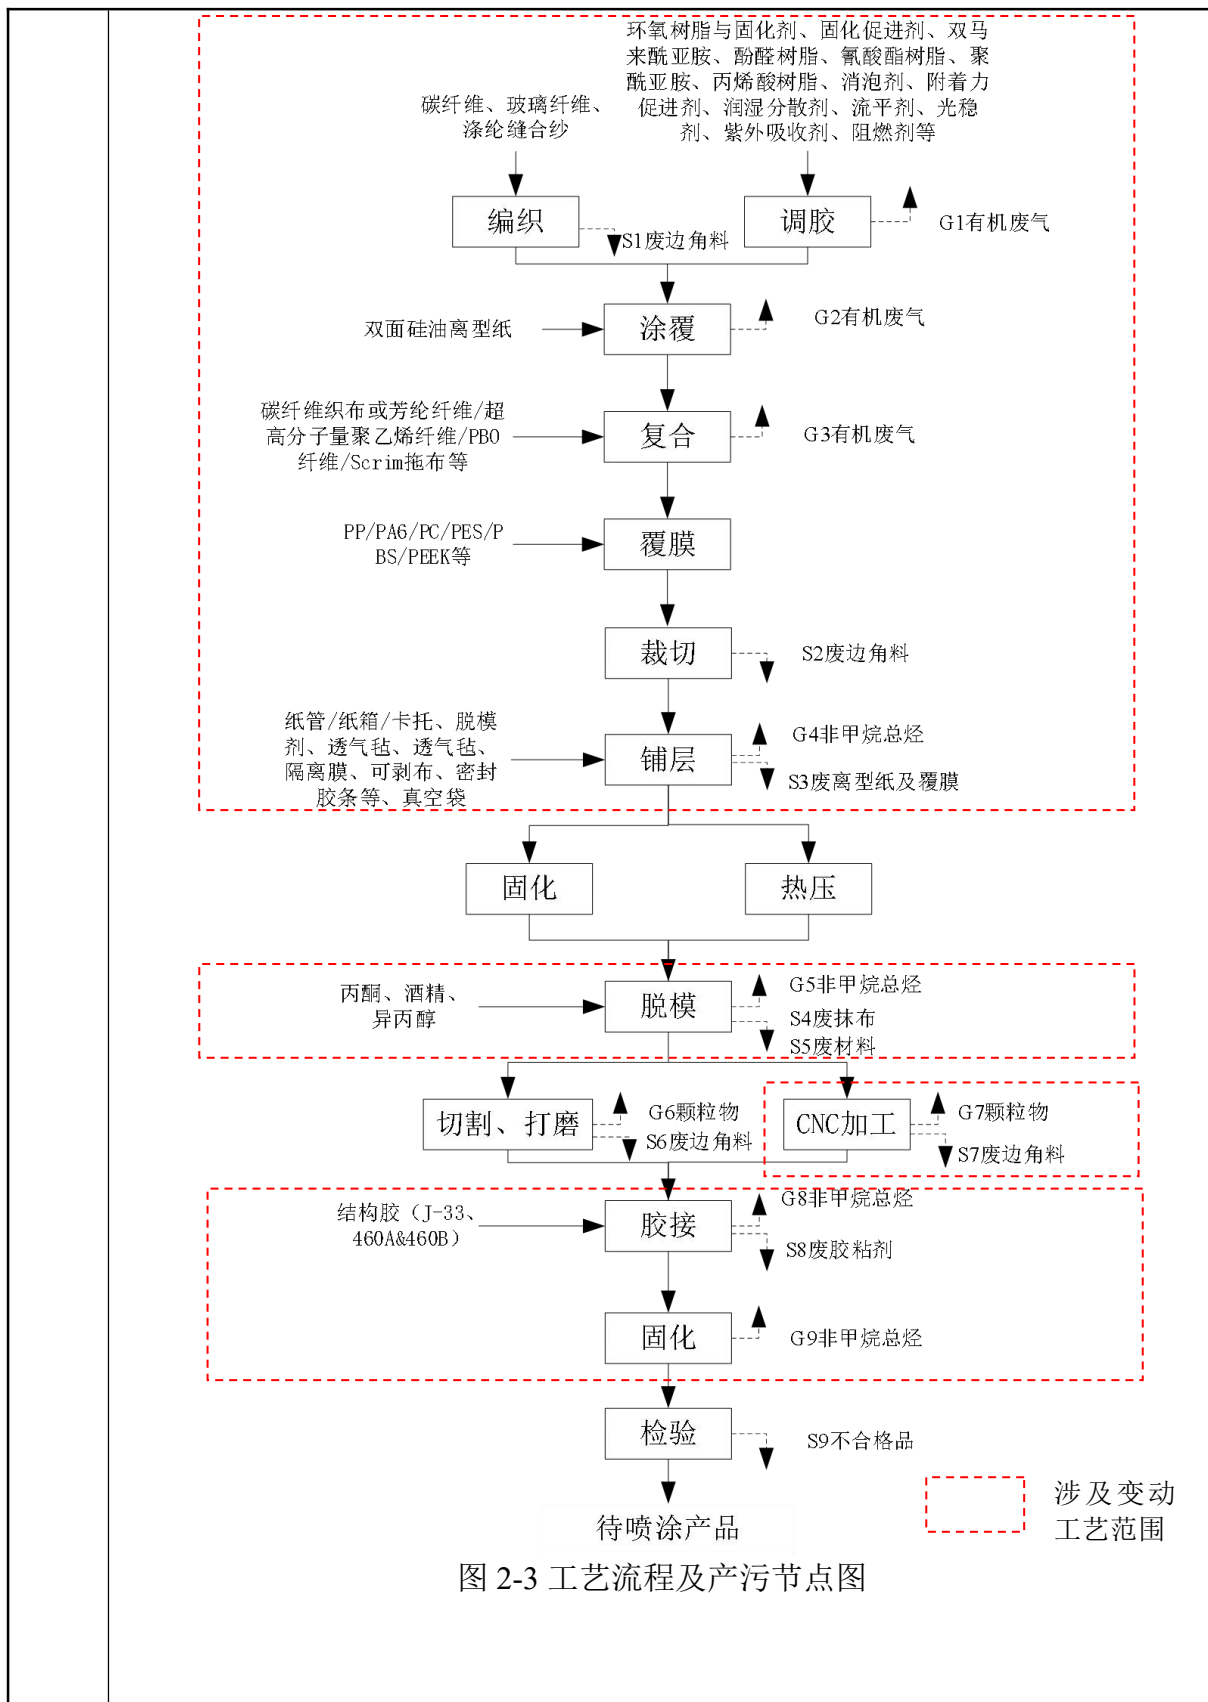 环氧树脂与固化剂、固化促进剂、双马
来酰亚胺、酚醛树脂、氰酸酯树脂、聚
酰亚胺、丙烯酸树脂、消泡剂、附着力
促进剂、润湿分散剂、流平剂、光稳
剂、紫外吸收剂、阻燃剂等
碳纤维、玻璃纤维、
涤纶缝合纱
编织
调胶
G1有机废气
S1废边角料
双面硅油离型纸
涂覆
G2有机废气
碳纤维织布或芳纶纤维/超
高分子量聚乙烯纤维/PBO
纤维/Scrim拖布等
复合
G3有机废气
PP/PA6/PC/PES/P
BS/PEEK等
覆膜
裁切
S2废边角料
纸管/纸箱/卡托、脱模
剂、透气毡、透气毡、
隔离膜、可剥布、密封
胶条等、真空袋
铺层
G4非甲烷总烃
S3废离型纸及覆膜
固化
热压
丙酮、酒精、
异丙醇
脱模
G5非甲烷总烃
S4废抹布
S5废材料
切割、打磨
G6颗粒物
S6废边角料
CNC加工
G7颗粒物
S7废边角料
结构胶（J-33、
460A&460B）
胶接
G8非甲烷总烃
S8废胶粘剂
固化
G9非甲烷总烃
检验
S9不合格品
待喷涂产品
涉及变动
工艺范围
图 2-3 工艺流程及产污节点图